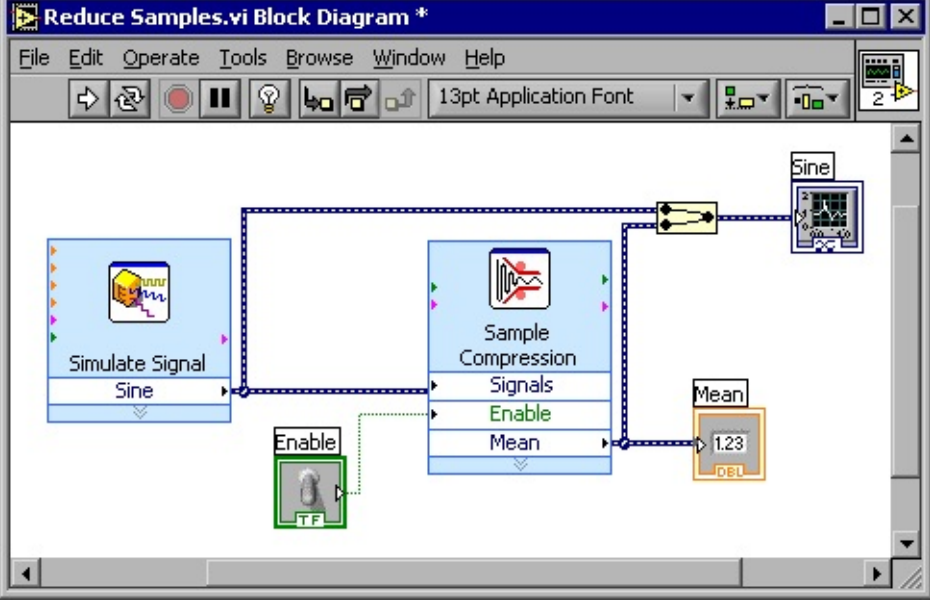 Reduce Samples.vi Block Diagram *
File Edit Operate Tools Browse Window Help
13pt Application Font
2
Sine
Simulate Signal
Sine
Sample
Compression
Signals
Enable
Mean
Mean
1.23
DBL
Enable
TF